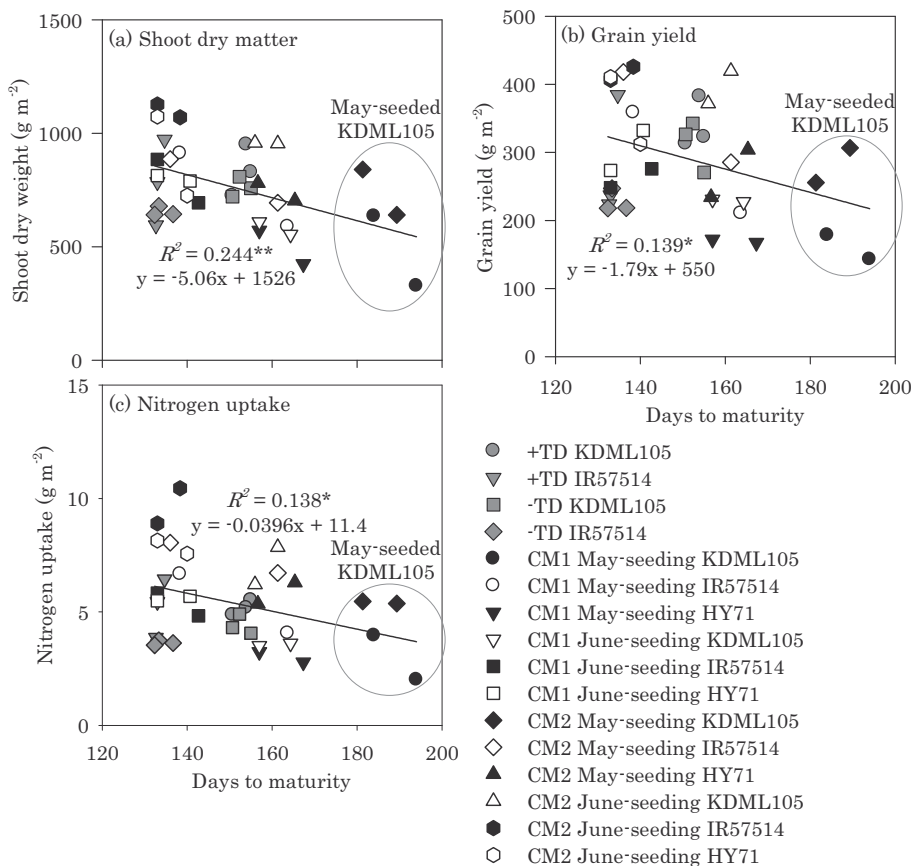 (a) Shoot dry matter
1500
1000
500
0
Shoot dry weight (g m⁻²)
May-seeded
KDML105
R² = 0.244**
y = -5.06x + 1526
120 140 160 180 200
(b) Grain yield
500
400
300
200
100
0
Grain yield (g m⁻²)
May-seeded
KDML105
R² = 0.139*
y = -1.79x + 550
120 140 160 180 200
Days to maturity
(c) Nitrogen uptake
15
10
5
0
Nitrogen uptake (g m⁻²)
R² = 0.138*
y = -0.0396x + 11.4
May-seeded
KDML105
120 140 160 180 200
Days to maturity
+TD KDML105
+TD IR57514
-TD KDML105
-TD IR57514
CM1 May-seeding KDML105
CM1 May-seeding IR57514
CM1 May-seeding HY71
CM1 June-seeding KDML105
CM1 June-seeding IR57514
CM1 June-seeding HY71
CM2 May-seeding KDML105
CM2 May-seeding IR57514
CM2 May-seeding HY71
CM2 June-seeding KDML105
CM2 June-seeding IR57514
CM2 June-seeding HY71